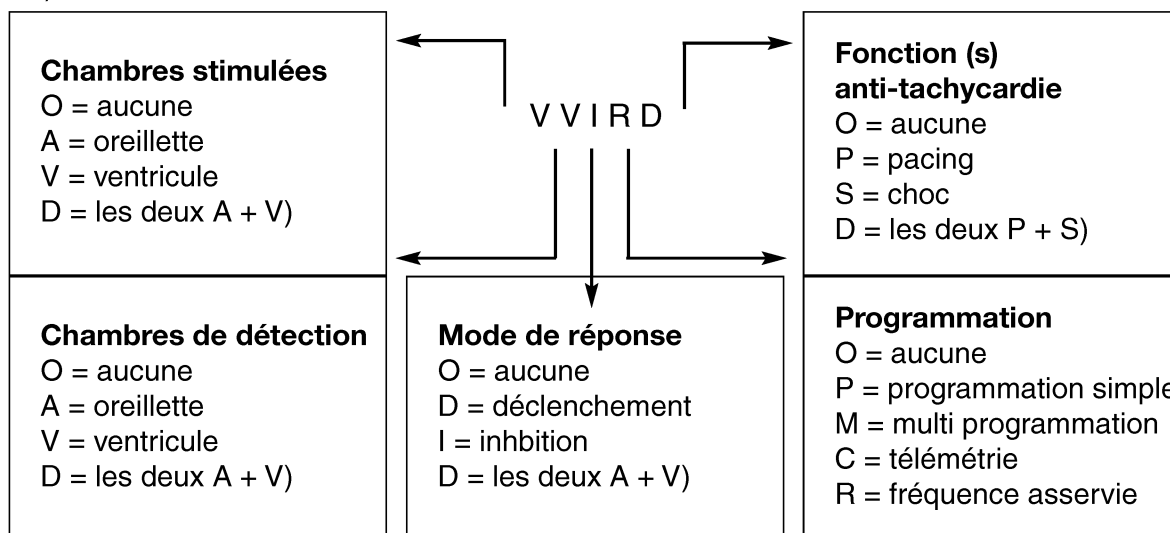 Chambres stimulées
O = aucune
A = oreillette
V = ventricule
D = les deux A + V)
V V I R D
Fonction (s)
anti-tachycardie
O = aucune
P = pacing
S = choc
D = les deux P + S)
Chambres de détection
O = aucune
A = oreillette
V = ventricule
D = les deux A + V)
Mode de réponse
O = aucune
D = déclenchement
I = inhbition
D = les deux A + V)
Programmation
O = aucune
P = programmation simple
M = multi programmation
C = télémétrie
R = fréquence asservie